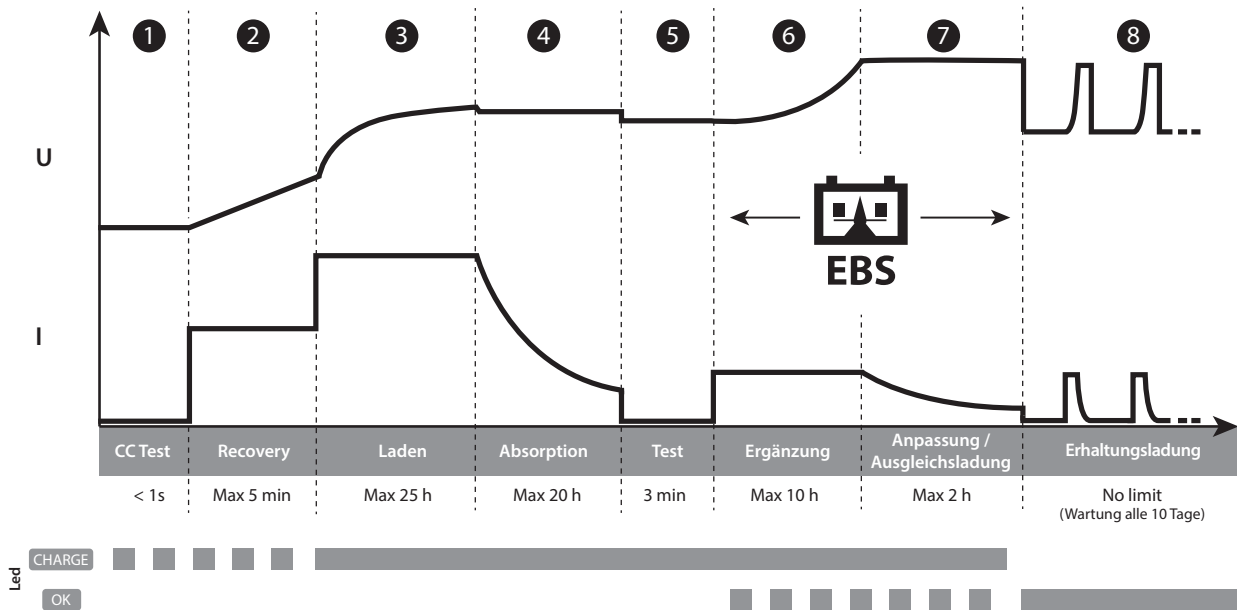 1 2 3 4 5 6 7 8
U
EBS
I
CC Test Recovery Laden Absorption Test Ergänzung Anpassung / Ausgleichsladung Erhaltungsladung
< 1s Max 5 min Max 25 h Max 20 h 3 min Max 10 h Max 2 h No limit
(Wartung alle 10 Tage)
Led
CHARGE
OK